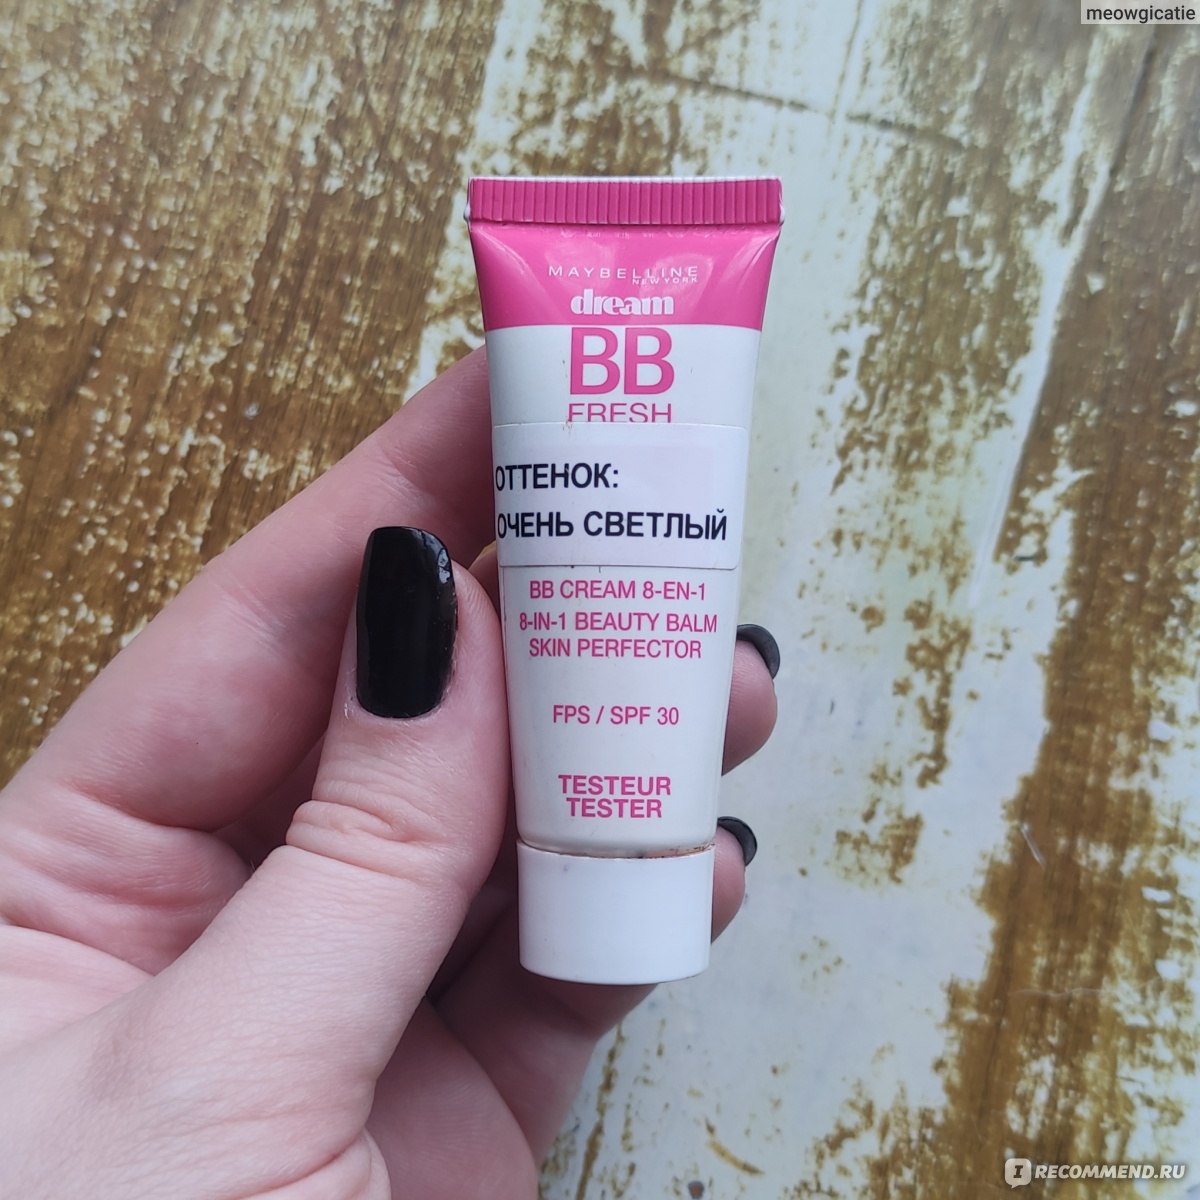 meowgicatie
MAYBELLINE
NEW YORK
dream
BB
FRESH
ОТТЕНОК:
ОЧЕНЬ СВЕТЛЫЙ
BB CREAM 8-EN-1
8-IN-1 BEAUTY BALM
SKIN PERFECTOR
FPS / SPF 30
TESTEUR
TESTER
I RECOMMEND.RU